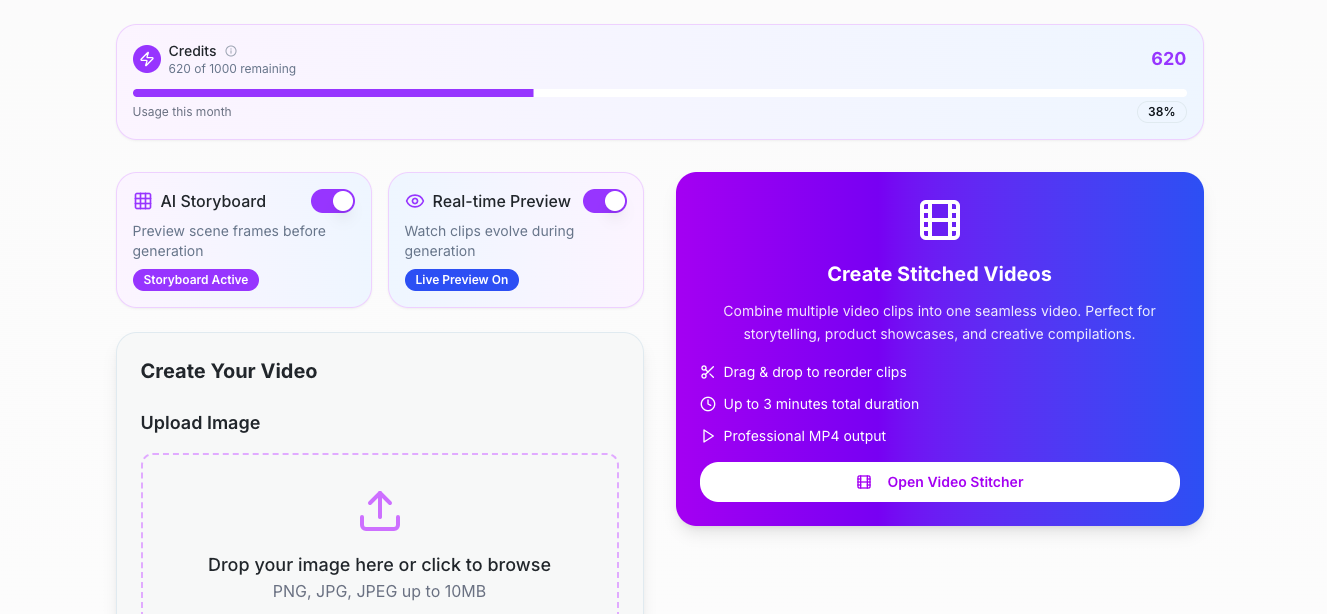 Credits
620 of 1000 remaining
620
Usage this month
38%
AI Storyboard
Preview scene frames before
generation
Storyboard Active
Real-time Preview
Watch clips evolve during
generation
Live Preview On
Create Your Video
Upload Image
Drop your image here or click to browse
PNG, JPG, JPEG up to 10MB
Create Stitched Videos
Combine multiple video clips into one seamless video. Perfect for
storytelling, product showcases, and creative compilations.
Drag & drop to reorder clips
Up to 3 minutes total duration
Professional MP4 output
Open Video Stitcher